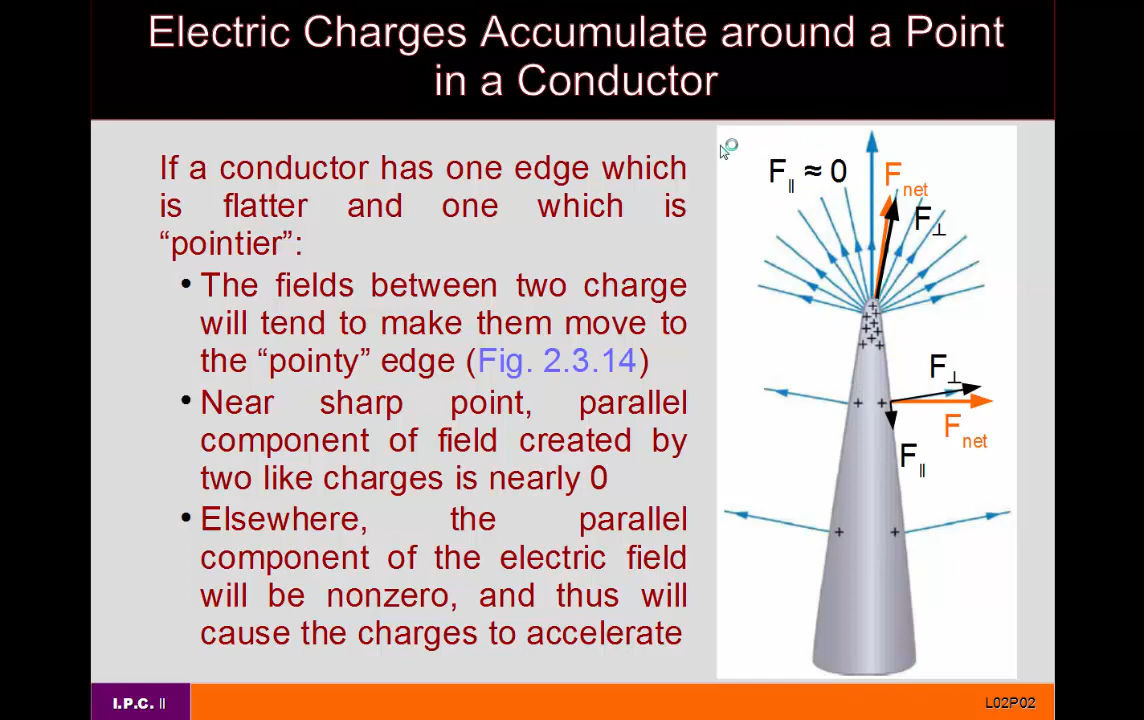 Electric Charges Accumulate around a Point
in a Conductor
If a conductor has one edge which
is flatter and one which is
“pointier”:
• The fields between two charge
will tend to make them move to
the “pointy” edge (Fig. 2.3.14)
• Near sharp point, parallel
component of field created by
two like charges is nearly 0
• Elsewhere, the parallel
component of the electric field
will be nonzero, and thus will
cause the charges to accelerate
F∥ ≈ 0
Fnet
F⊥
F⊥
Fnet
F∥
I.P.C. II
L02P02